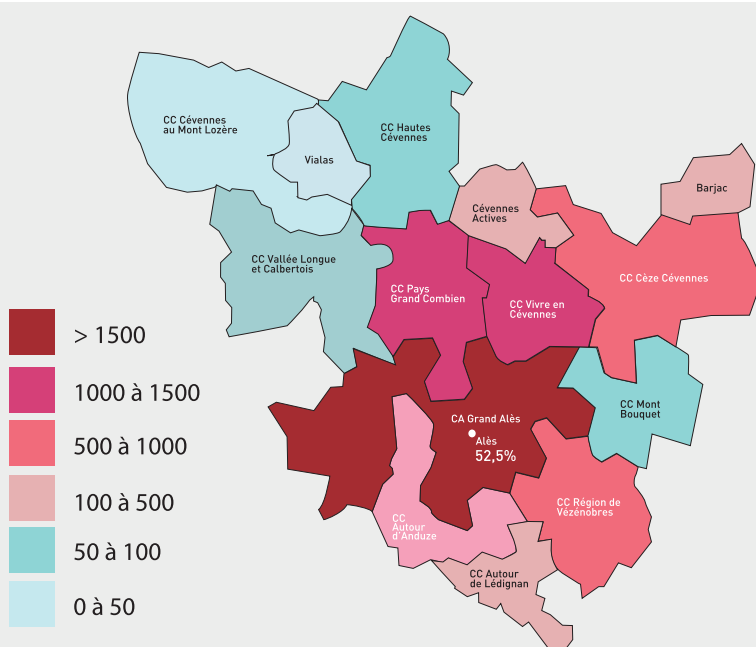 CC Cévennes
au Mont Lozère
Vialas
CC Hautes
Cévennes
Barjac
Cévennes
Actives
CC Vallée Longue
et Calbertois
CC Cèze Cévennes
CC Pays
Grand Combien
CC Vivre en
Cévennes
> 1500
1000 à 1500
500 à 1000
100 à 500
50 à 100
0 à 50
CC Mont
Bouquet
CA Grand Alès
Alès
52,5%
CC Région de
Vézénobres
CC
Autour
d'Anduze
CC Autour
de Lédignan